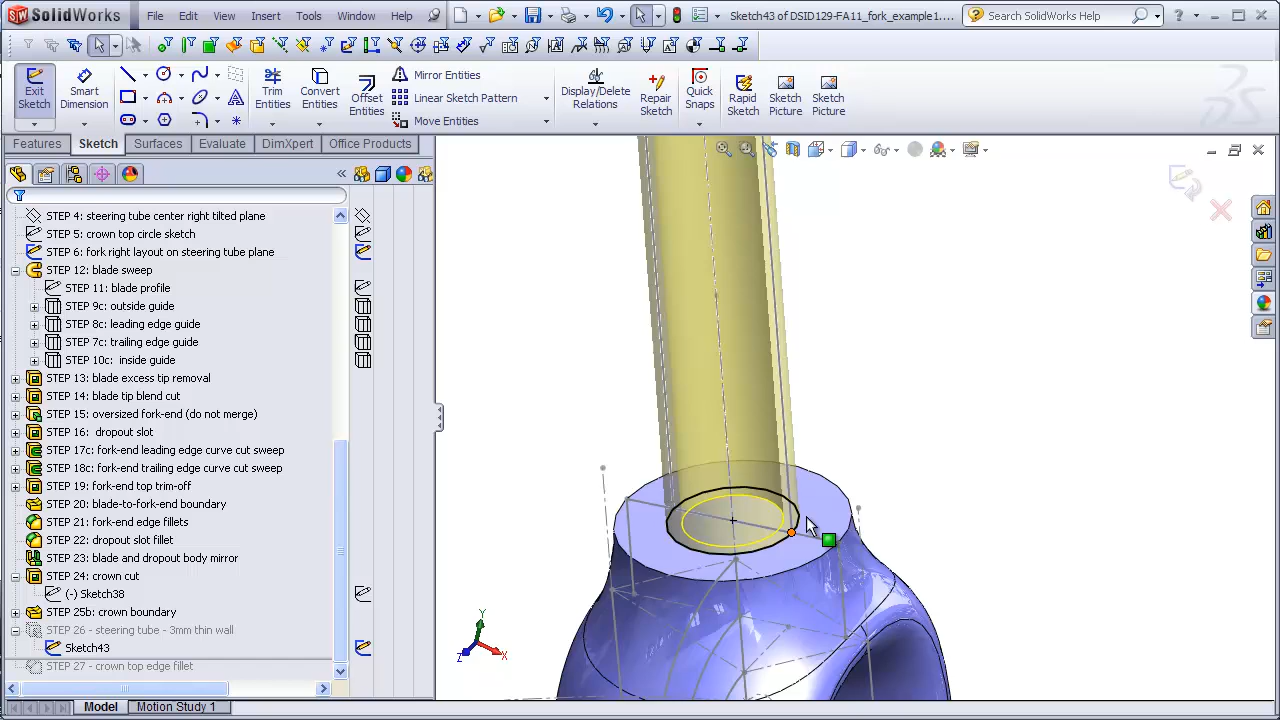 SolidWorks File Edit View Insert Tools Window Help Sketch43 of DSID129-FA11_fork_example1.... Search SolidWorks Help
Exit Sketch
Smart Dimension
Trim Entities
Convert Entities
Offset Entities
Mirror Entities
Linear Sketch Pattern
Move Entities
Display/Delete Relations
Repair Sketch
Quick Snaps
Rapid Sketch
Sketch Picture
Sketch Picture
Features Sketch Surfaces Evaluate DimXpert Office Products
STEP 4: steering tube center right tilted plane
STEP 5: crown top circle sketch
STEP 6: fork right layout on steering tube plane
STEP 12: blade sweep
STEP 11: blade profile
STEP 9c: outside guide
STEP 8c: leading edge guide
STEP 7c: trailing edge guide
STEP 10c: inside guide
STEP 13: blade excess tip removal
STEP 14: blade tip blend cut
STEP 15: oversized fork-end (do not merge)
STEP 16: dropout slot
STEP 17c: fork-end leading edge curve cut sweep
STEP 18c: fork-end trailing edge curve cut sweep
STEP 19: fork-end top trim-off
STEP 20: blade-to-fork-end boundary
STEP 21: fork-end edge fillets
STEP 22: dropout slot fillet
STEP 23: blade and dropout body mirror
STEP 24: crown cut
(-) Sketch38
STEP 25b: crown boundary
STEP 26 - steering tube - 3mm thin wall
Sketch43
STEP 27 - crown top edge fillet
Y
Z X
Model Motion Study 1